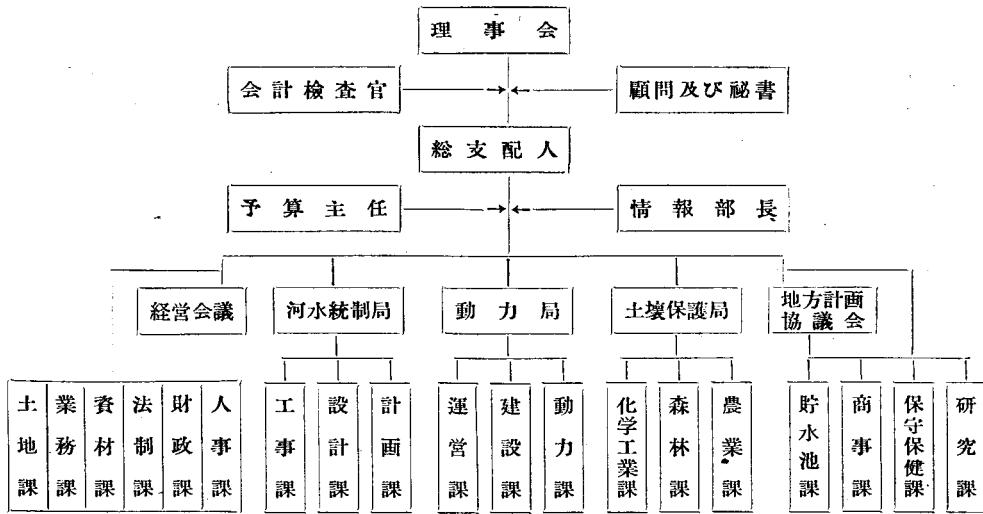 理事会
会計検査官
顧問及び祕書
総支配人
予算主任
情報部長
経営会議
河水統制局
動力局
土壌保護局
地方計画
協議会
土地課
業務課
資材課
法制課
財政課
人事課
工事課
設計課
計画課
運営課
建設課
動力課
化学工業課
森林課
農業課
貯水池課
商事課
保守保健課
研究課